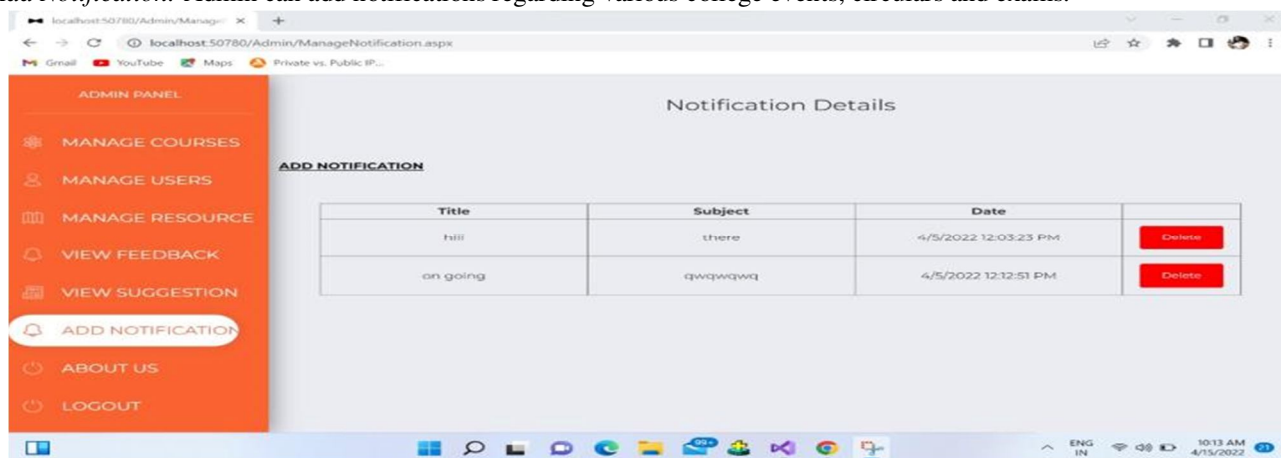 Notification: Admin can add notifications regarding various college events, circulars and exams.
localhost:50780/Admin/Manage
localhost:50780/Admin/ManageNotification.aspx
Gmail YouTube Maps Private vs. Public IP...
ADMIN PANEL
Notification Details
MANAGE COURSES
ADD NOTIFICATION
MANAGE USERS
MANAGE RESOURCE
Title Subject Date
hiii there 4/5/2022 12:03:23 PM Delete
VIEW FEEDBACK
on going qwqwqwq 4/5/2022 12:12:51 PM Delete
VIEW SUGGESTION
ADD NOTIFICATION
ABOUT US
LOGOUT
99+
ENG
IN
10:13 AM
4/15/2022
21